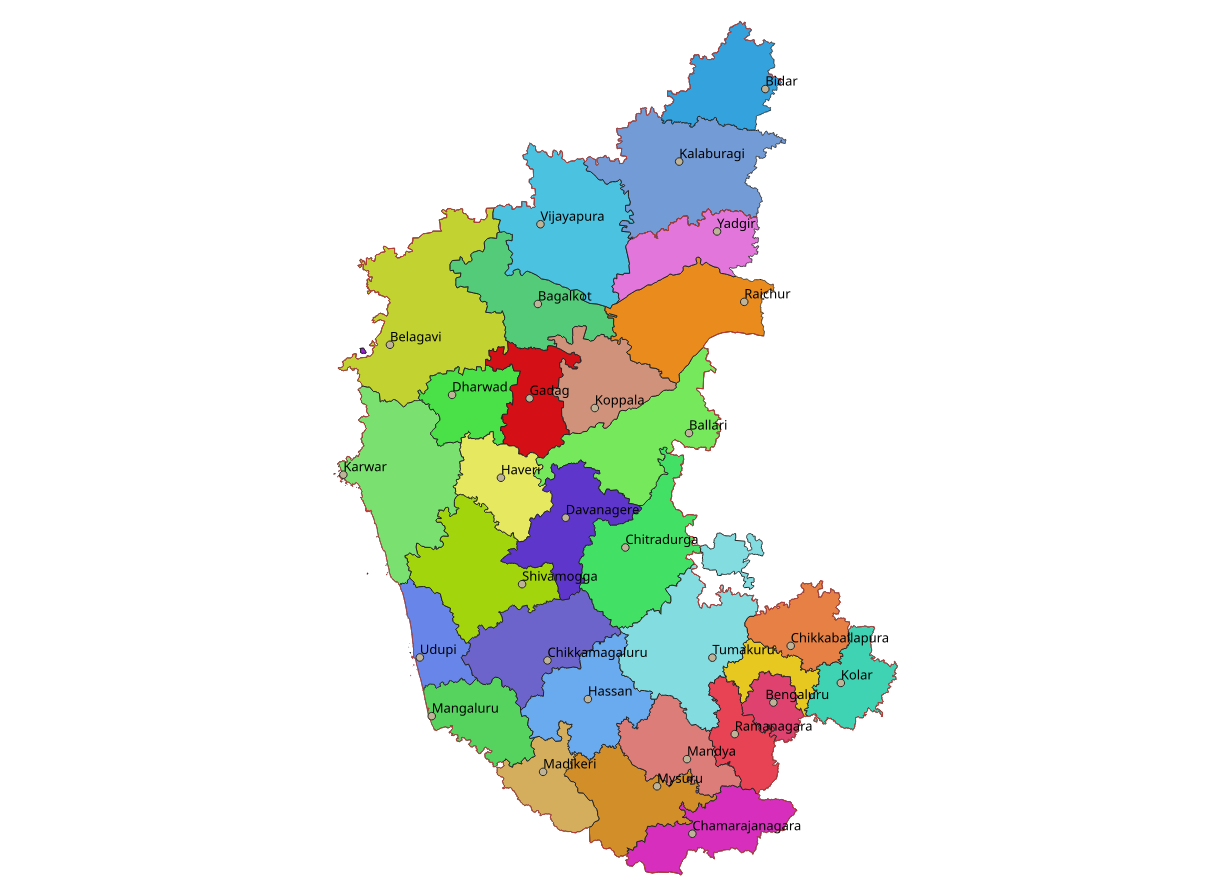 Bidar
Kalaburagi
Vijayapura
Yadgir
Raichur
Bagalkot
Belagavi
Dharwad
Gadag
Koppala
Ballari
Karwar
Haveri
Davanagere
Chitradurga
Shivamogga
Chikkaballapura
Udupi
Chikkamagaluru
Tumakuru
Kolar
Hassan
Bengaluru
Mangaluru
Ramanagara
Mandya
Madikeri
Mysuru
Chamarajanagara